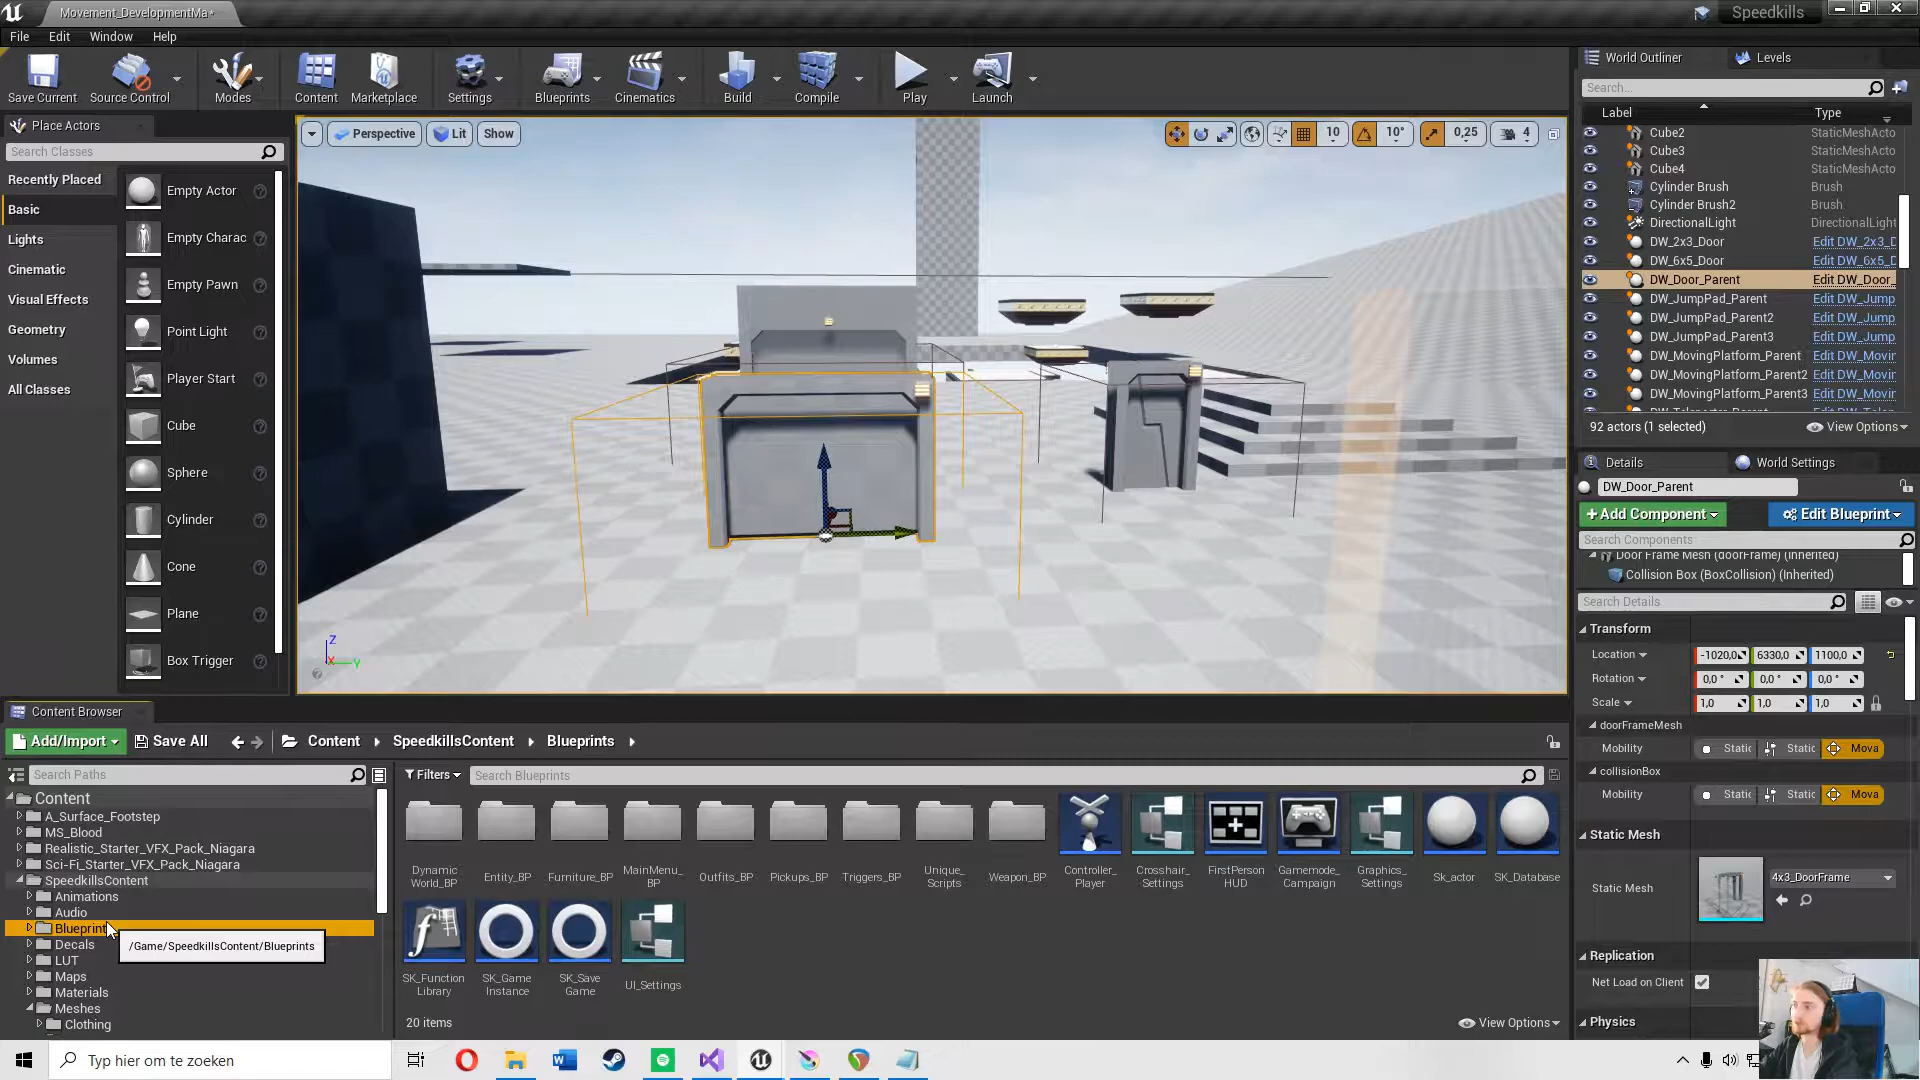 Movement_DevelopmentMa*
Speedkills
File Edit Window Help
Save Current Source Control Modes Content Marketplace Settings Blueprints Cinematics Build Compile Play Launch
Place Actors
Search Classes
Recently Placed
Basic
Lights
Cinematic
Visual Effects
Geometry
Volumes
All Classes
Empty Actor
Empty Charac
Empty Pawn
Point Light
Player Start
Cube
Sphere
Cylinder
Cone
Plane
Box Trigger
Perspective Lit Show
10 10° 0,25 4
Z
X Y
World Outliner Levels
Search...
Label Type
Cube2 StaticMeshActo
Cube3 StaticMeshActo
Cube4 StaticMeshActo
Cylinder Brush Brush
Cylinder Brush2 Brush
DirectionalLight DirectionalLight
DW_2x3_Door Edit DW_2x3_D
DW_6x5_Door Edit DW_6x5_D
DW_Door_Parent Edit DW_Door_
DW_JumpPad_Parent Edit DW_Jump
DW_JumpPad_Parent2 Edit DW_Jump
DW_JumpPad_Parent3 Edit DW_Jump
DW_MovingPlatform_Parent Edit DW_Movir
DW_MovingPlatform_Parent2 Edit DW_Movir
DW_MovingPlatform_Parent3 Edit DW_Movir
92 actors (1 selected) View Options
Details World Settings
DW_Door_Parent
+Add Component Edit Blueprint
Search Components
Door Frame Mesh (doorFrame) (Inherited)
Collision Box (BoxCollision) (Inherited)
Search Details
Transform
Location -1020,0 6330,0 1100,0
Rotation 0,0 ° 0,0 ° 0,0 °
Scale 1,0 1,0 1,0
doorFrameMesh
Mobility Static Static Mova
collisionBox
Mobility Static Static Mova
Static Mesh
Static Mesh 4x3_DoorFrame
Replication
Net Load on Client
Physics
Content Browser
Add/Import Save All Content SpeedkillsContent Blueprints
Search Paths
Filters Search Blueprints
Content
A_Surface_Footstep
MS_Blood
Realistic_Starter_VFX_Pack_Niagara
Sci-Fi_Starter_VFX_Pack_Niagara
SpeedkillsContent
Animations
Audio
Blueprint
Decals
LUT
Maps
Materials
Meshes
Clothing
/Game/SpeedkillsContent/Blueprints
Dynamic Entity_BP Furniture_BP MainMenu_ Outfits_BP Pickups_BP Triggers_BP Unique_ Weapon_BP Controller_ Crosshair_ FirstPerson Gamemode_ Graphics_ Sk_actor SK_Database
World_BP BP Scripts Player Settings HUD Campaign Settings
SK_Function SK_Game SK_Save UI_Settings
Library Instance Game
20 items View Options
Typ hier om te zoeken